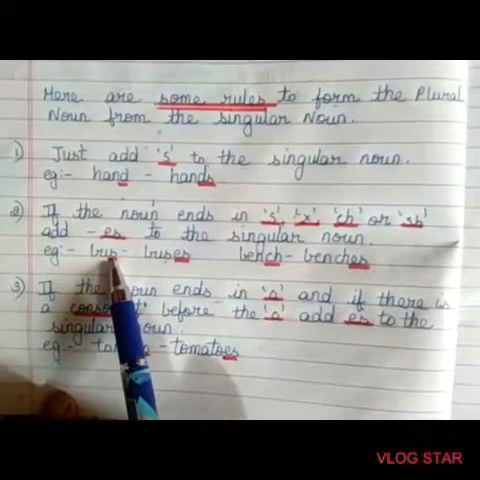 Here are some rules to form the Plural
Noun from the singular Noun.
1) Just add 's' to the singular noun.
eg:- hand - hands
2) If the noun ends in 's', 'x', 'ch' or 'sh'
add - es to the singular noun.
eg:- bus - buses bench - benches
3) If the noun ends in 'o' and if there is
a before the 'o' add es to the
singular noun.
eg:- - tomatoes
VLOG STAR